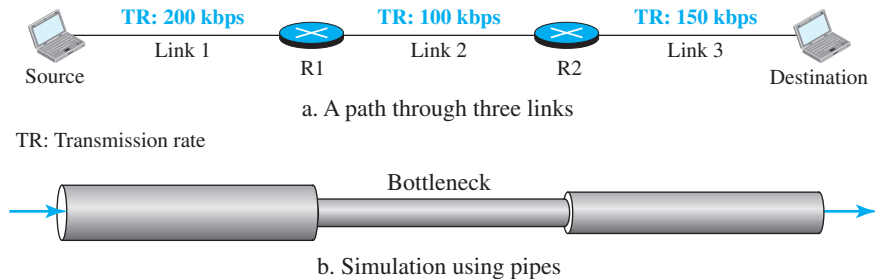 TR: 200 kbps TR: 100 kbps TR: 150 kbps
Link 1 Link 2 Link 3
Source R1 R2 Destination
a. A path through three links
TR: Transmission rate
Bottleneck
b. Simulation using pipes